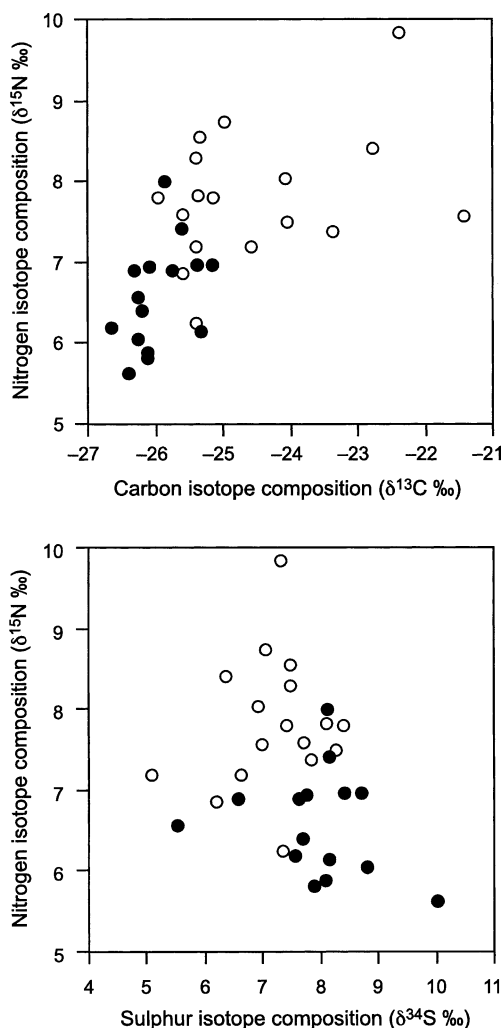 10
9
8
7
6
5
Nitrogen isotope composition (δ15N ‰)
–27 –26 –25 –24 –23 –22 –21
Carbon isotope composition (δ13C ‰)
10
9
8
7
6
5
Nitrogen isotope composition (δ15N ‰)
4 5 6 7 8 9 10 11
Sulphur isotope composition (δ34S ‰)